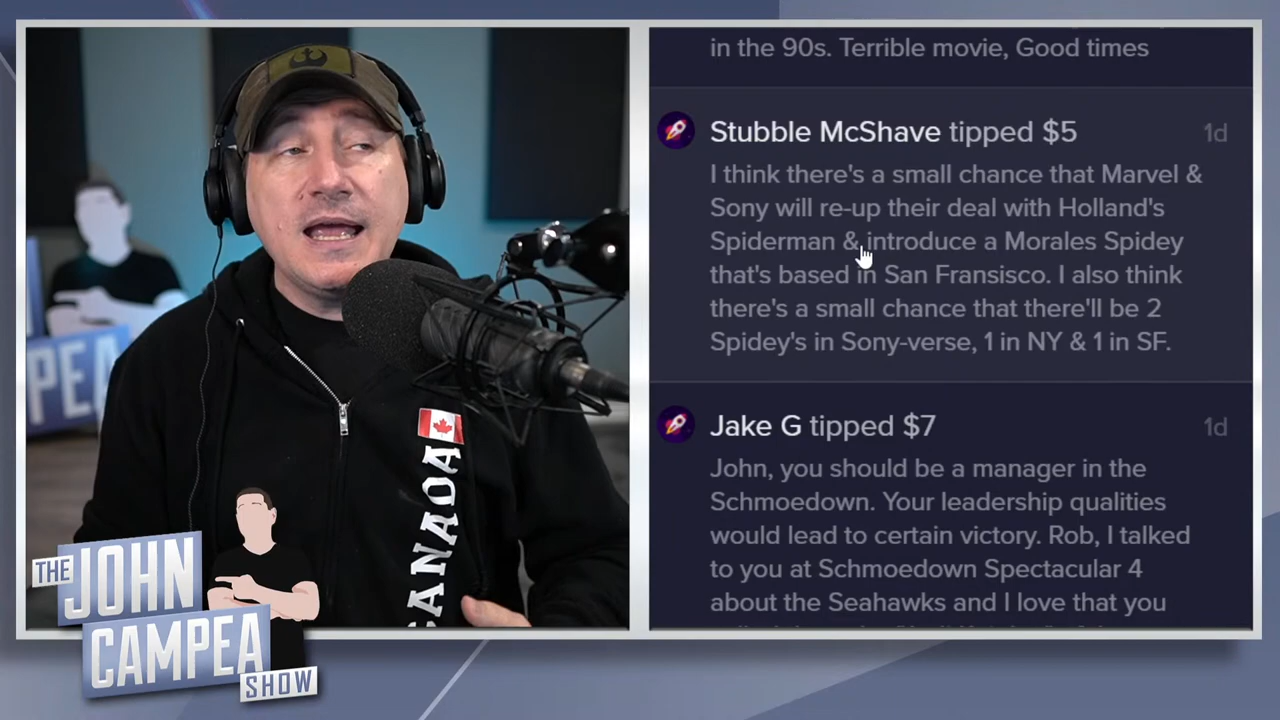 in the 90s. Terrible movie, Good times
Stubble McShave tipped $5
1d
I think there's a small chance that Marvel &
Sony will re-up their deal with Holland's
Spiderman & introduce a Morales Spidey
that's based in San Fransisco. I also think
there's a small chance that there'll be 2
Spidey's in Sony-verse, 1 in NY & 1 in SF.
Jake G tipped $7
1d
John, you should be a manager in the
Schmoedown. Your leadership qualities
would lead to certain victory. Rob, I talked
to you at Schmoedown Spectacular 4
about the Seahawks and I love that you
PEA
CANADA
THE
JOHN
CAMPEA
SHOW